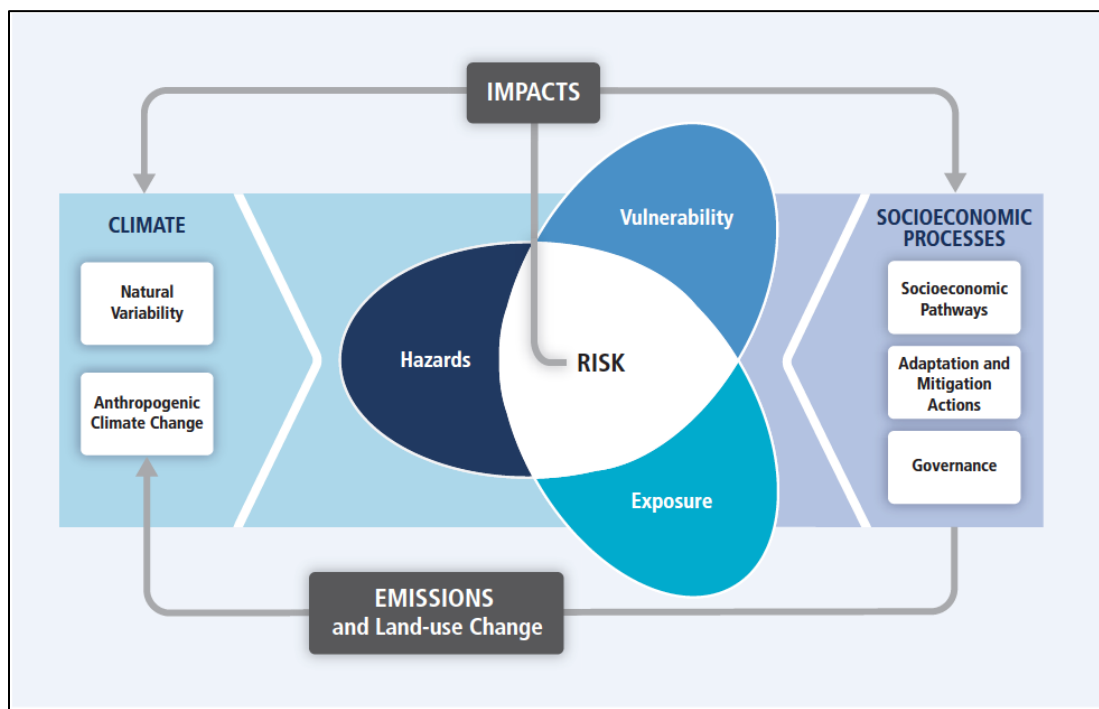 IMPACTS
CLIMATE
Natural
Variability
Anthropogenic
Climate Change
Vulnerability
Hazards
RISK
Exposure
SOCIOECONOMIC
PROCESSES
Socioeconomic
Pathways
Adaptation and
Mitigation
Actions
Governance
EMISSIONS
and Land-use Change